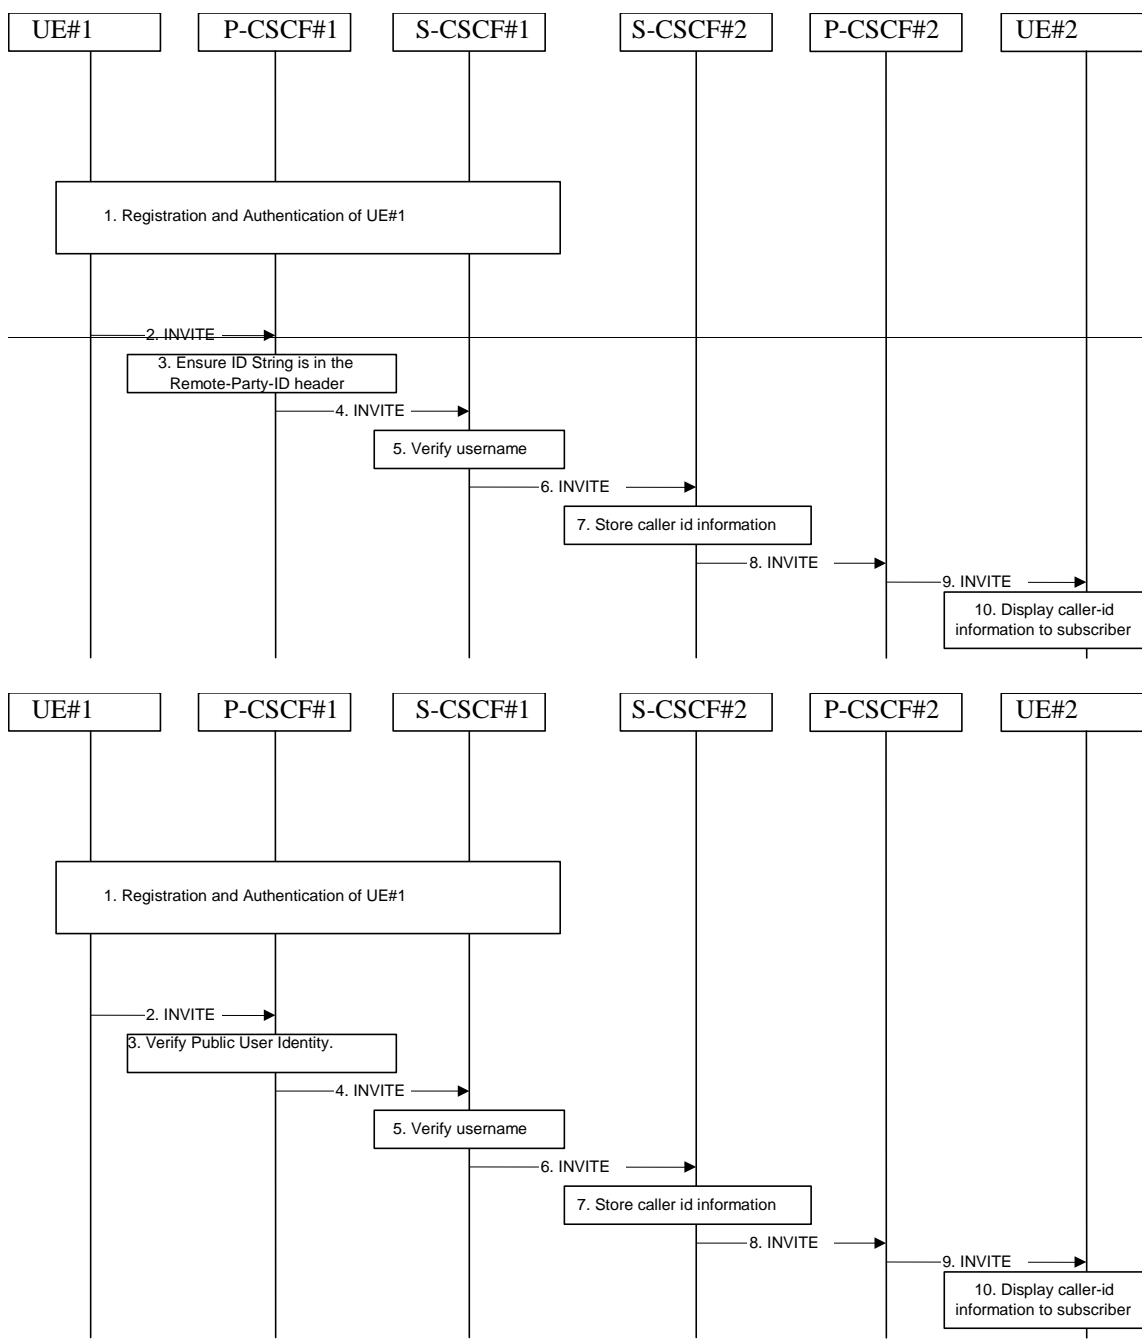 UE#1 P-CSCF#1 S-CSCF#1 S-CSCF#2 P-CSCF#2 UE#2
1. Registration and Authentication of UE#1
2. INVITE
3. Ensure ID String is in the
Remote-Party-ID header
4. INVITE
5. Verify username
6. INVITE
7. Store caller id information
8. INVITE
9. INVITE
10. Display caller-id
information to subscriber
UE#1 P-CSCF#1 S-CSCF#1 S-CSCF#2 P-CSCF#2 UE#2
1. Registration and Authentication of UE#1
2. INVITE
3. Verify Public User Identity.
4. INVITE
5. Verify username
6. INVITE
7. Store caller id information
8. INVITE
9. INVITE
10. Display caller-id
information to subscriber